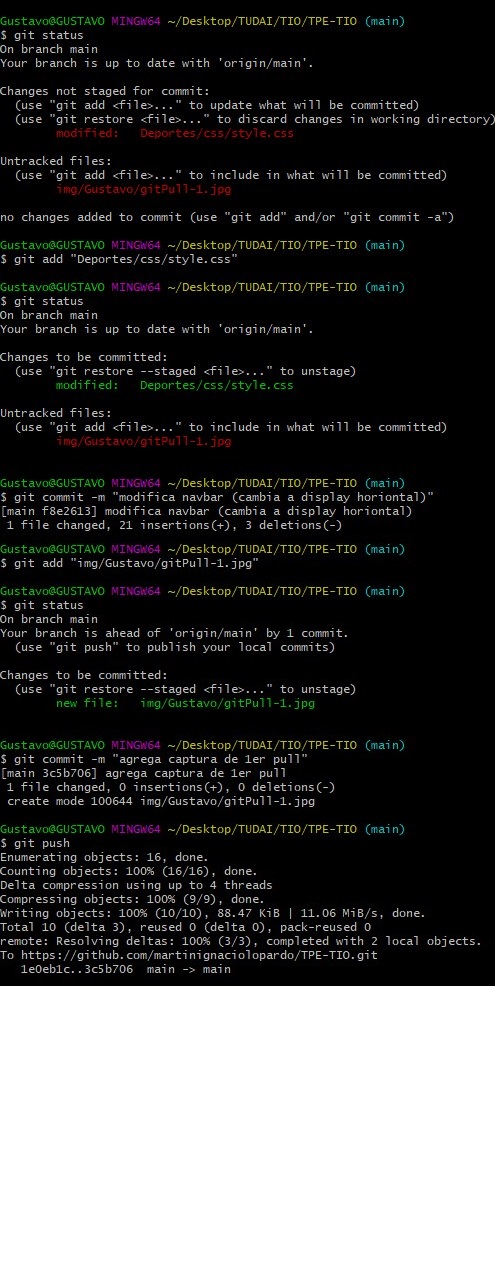 Gustavo@GUSTAVO MINGW64 ~/Desktop/TUDAI/TIO/TPE-TIO (main)
$ git status
On branch main
Your branch is up to date with 'origin/main'.
Changes not staged for commit:
  (use "git add <file>..." to update what will be committed)
  (use "git restore <file>..." to discard changes in working directory)
        modified:   Deportes/css/style.css
Untracked files:
  (use "git add <file>..." to include in what will be committed)
        img/Gustavo/gitPull-1.jpg
no changes added to commit (use "git add" and/or "git commit -a")
Gustavo@GUSTAVO MINGW64 ~/Desktop/TUDAI/TIO/TPE-TIO (main)
$ git add "Deportes/css/style.css"
Gustavo@GUSTAVO MINGW64 ~/Desktop/TUDAI/TIO/TPE-TIO (main)
$ git status
On branch main
Your branch is up to date with 'origin/main'.
Changes to be committed:
  (use "git restore --staged <file>..." to unstage)
        modified:   Deportes/css/style.css
Untracked files:
  (use "git add <file>..." to include in what will be committed)
        img/Gustavo/gitPull-1.jpg
Gustavo@GUSTAVO MINGW64 ~/Desktop/TUDAI/TIO/TPE-TIO (main)
$ git commit -m "modifica navbar (cambia a display horiontal)"
[main f8e2613] modifica navbar (cambia a display horiontal)
 1 file changed, 21 insertions(+), 3 deletions(-)
Gustavo@GUSTAVO MINGW64 ~/Desktop/TUDAI/TIO/TPE-TIO (main)
$ git add "img/Gustavo/gitPull-1.jpg"
Gustavo@GUSTAVO MINGW64 ~/Desktop/TUDAI/TIO/TPE-TIO (main)
$ git status
On branch main
Your branch is ahead of 'origin/main' by 1 commit.
  (use "git push" to publish your local commits)
Changes to be committed:
  (use "git restore --staged <file>..." to unstage)
        new file:   img/Gustavo/gitPull-1.jpg
Gustavo@GUSTAVO MINGW64 ~/Desktop/TUDAI/TIO/TPE-TIO (main)
$ git commit -m "agrega captura de 1er pull"
[main 3c5b706] agrega captura de 1er pull
 1 file changed, 0 insertions(+), 0 deletions(-)
 create mode 100644 img/Gustavo/gitPull-1.jpg
Gustavo@GUSTAVO MINGW64 ~/Desktop/TUDAI/TIO/TPE-TIO (main)
$ git push
Enumerating objects: 16, done.
Counting objects: 100% (16/16), done.
Delta compression using up to 4 threads
Compressing objects: 100% (9/9), done.
Writing objects: 100% (10/10), 88.47 KiB | 11.06 MiB/s, done.
Total 10 (delta 3), reused 0 (delta 0), pack-reused 0
remote: Resolving deltas: 100% (3/3), completed with 2 local objects.
To https://github.com/martinignaciolopardo/TPE-TIO.git
   1e0eb1c..3c5b706  main -> main